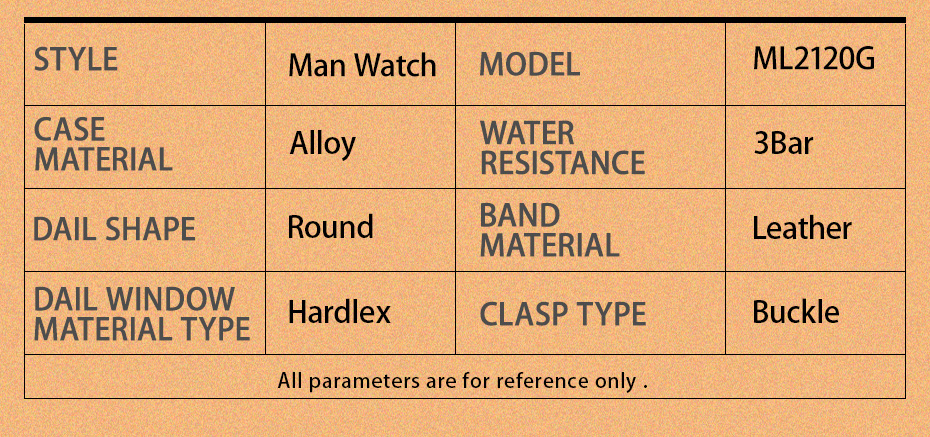 STYLE
Man Watch
MODEL
ML2120G
CASE
MATERIAL
Alloy
WATER
RESISTANCE
3Bar
DAIL SHAPE
Round
BAND
MATERIAL
Leather
DAIL WINDOW
MATERIAL TYPE
Hardlex
CLASP TYPE
Buckle
All parameters are for reference only .